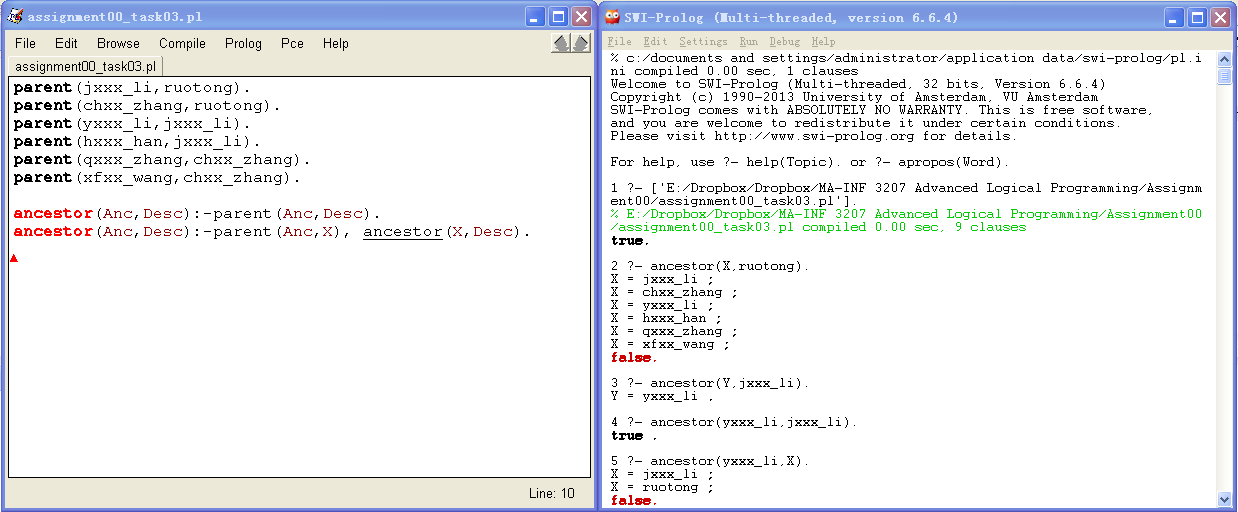 assignment00_task03.pl
File Edit Browse Compile Prolog Pce Help
assignment00_task03.pl
parent(jxxx_li,ruotong).
parent(chxx_zhang,ruotong).
parent(yxxx_li,jxxx_li).
parent(hxxx_han,jxxx_li).
parent(qxxx_zhang,chxx_zhang).
parent(xfxx_wang,chxx_zhang).
ancestor(Anc,Desc):-parent(Anc,Desc).
ancestor(Anc,Desc):-parent(Anc,X), ancestor(X,Desc).
Line: 10
SWI-Prolog (Multi-threaded, version 6.6.4)
File Edit Settings Run Debug Help
% c:/documents and settings/administrator/application data/swi-prolog/pl.i
ni compiled 0.00 sec, 1 clauses
Welcome to SWI-Prolog (Multi-threaded, 32 bits, Version 6.6.4)
Copyright (c) 1990-2013 University of Amsterdam, VU Amsterdam
SWI-Prolog comes with ABSOLUTELY NO WARRANTY. This is free software,
and you are welcome to redistribute it under certain conditions.
Please visit http://www.swi-prolog.org for details.
For help, use ?- help(Topic). or ?- apropos(Word).
1 ?- ['E:/Dropbox/Dropbox/MA-INF 3207 Advanced Logical Programming/Assignm
ent00/assignment00_task03.pl'].
% E:/Dropbox/Dropbox/MA-INF 3207 Advanced Logical Programming/Assignment00
/assignment00_task03.pl compiled 0.00 sec, 9 clauses
true.
2 ?- ancestor(X,ruotong).
X = jxxx_li ;
X = chxx_zhang ;
X = yxxx_li ;
X = hxxx_han ;
X = qxxx_zhang ;
X = xfxx_wang ;
false.
3 ?- ancestor(Y,jxxx_li).
Y = yxxx_li .
4 ?- ancestor(yxxx_li,jxxx_li).
true .
5 ?- ancestor(yxxx_li,X).
X = jxxx_li ;
X = ruotong ;
false.